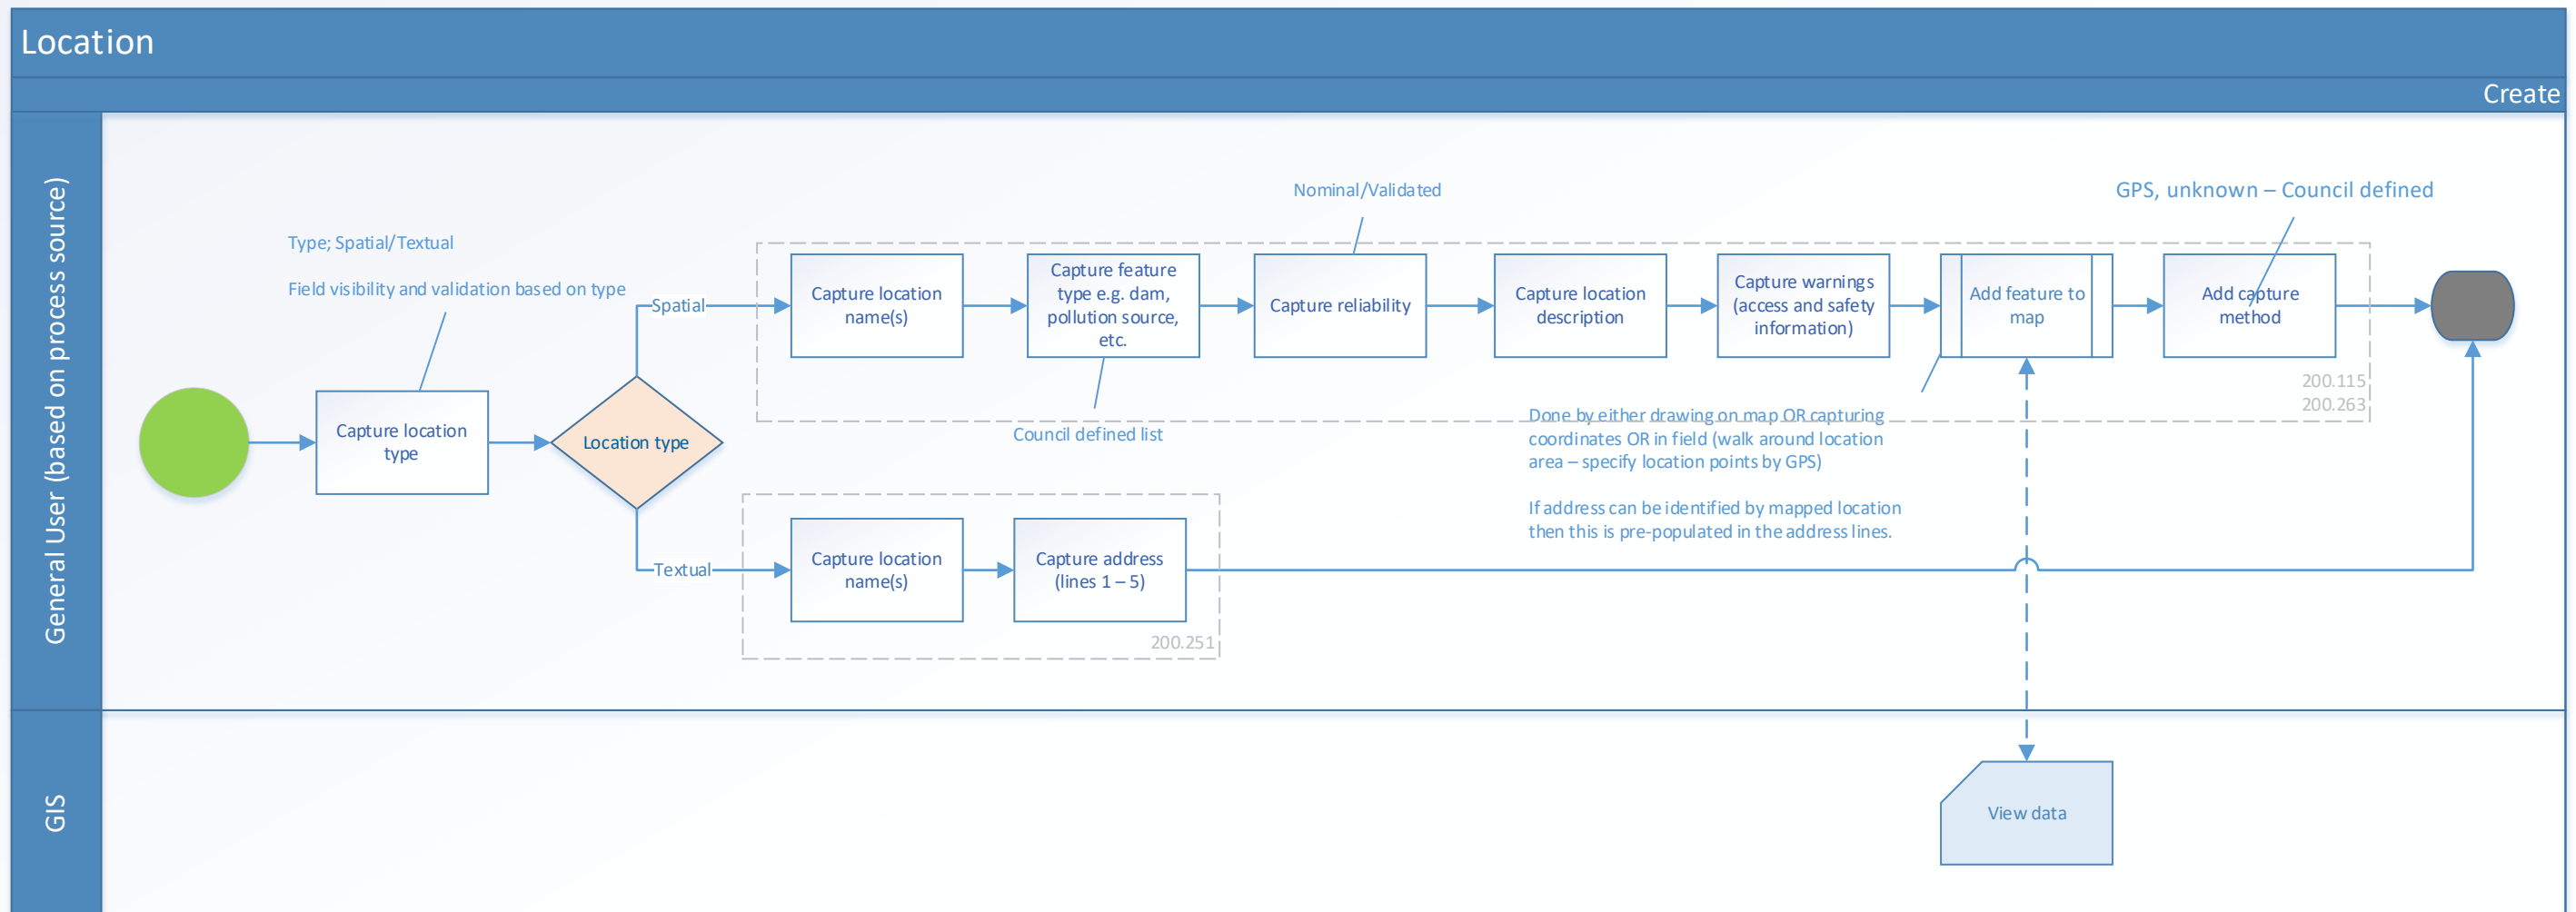 Location
Create
General User (based on process source)
Type; Spatial/Textual
Field visibility and validation based on type
Nominal/Validated
GPS, unknown – Council defined
Capture location
type
Location type
Spatial
Capture location
name(s)
Capture feature
type e.g. dam,
pollution source,
etc.
Capture reliability
Capture location
description
Capture warnings
(access and safety
information)
Add feature to
map
Add capture
method
200.115
200.263
Council defined list
Done by either drawing on map OR capturing
coordinates OR in field (walk around location
area – specify location points by GPS)
If address can be identified by mapped location
then this is pre-populated in the address lines.
Textual
Capture location
name(s)
Capture address
(lines 1 – 5)
200.251
GIS
View data